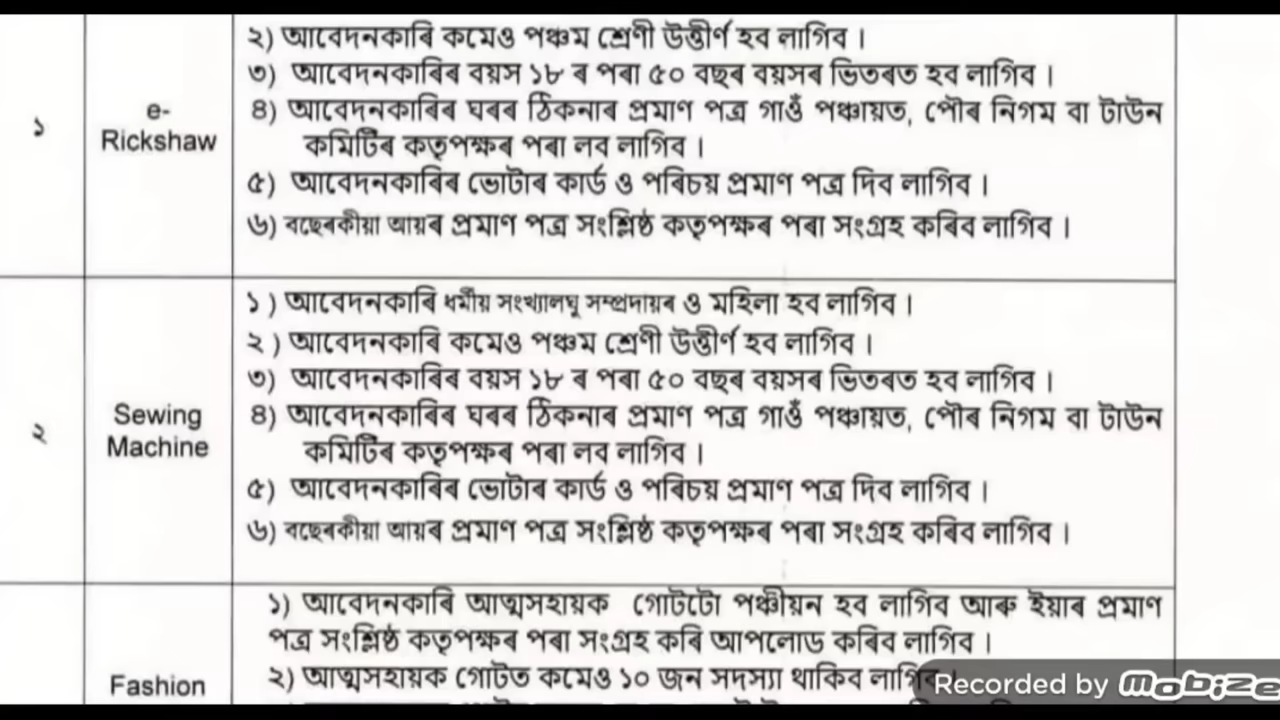 ২) আবেদনকাৰি কমেও পঞ্চম শ্ৰেণী উত্তীৰ্ণ হব লাগিব ।
৩) আবেদনকাৰিৰ বয়স ১৮ ৰ পৰা ৫০ বছৰ বয়সৰ ভিতৰত হব লাগিব ।
১
e-
Rickshaw
৪) আবেদনকাৰিৰ ঘৰৰ ঠিকনাৰ প্ৰমাণ পত্ৰ গাওঁ পঞ্চায়ত, পৌৰ নিগম বা টাউন
কমিটিৰ কতৃপক্ষৰ পৰা লব লাগিব ।
৫) আবেদনকাৰিৰ ভোটাৰ কাৰ্ড ও পৰিচয় প্ৰমাণ পত্ৰ দিব লাগিব ।
৬) বছেৰকীয়া আয়ৰ প্ৰমাণ পত্ৰ সংশ্লিষ্ঠ কতৃপক্ষৰ পৰা সংগ্ৰহ কৰিব লাগিব ।
১ ) আবেদনকাৰি ধৰ্মীয় সংখ্যালঘু সম্প্ৰদায়ৰ ও মহিলা হব লাগিব ।
২ ) আবেদনকাৰি কমেও পঞ্চম শ্ৰেণী উত্তীৰ্ণ হব লাগিব ।
৩) আবেদনকাৰিৰ বয়স ১৮ ৰ পৰা ৫০ বছৰ বয়সৰ ভিতৰত হব লাগিব ।
২
Sewing
Machine
৪) আবেদনকাৰিৰ ঘৰৰ ঠিকনাৰ প্ৰমাণ পত্ৰ গাওঁ পঞ্চায়ত, পৌৰ নিগম বা টাউন
কমিটিৰ কতৃপক্ষৰ পৰা লব লাগিব ।
৫) আবেদনকাৰিৰ ভোটাৰ কাৰ্ড ও পৰিচয় প্ৰমাণ পত্ৰ দিব লাগিব ।
৬) বছেৰকীয়া আয়ৰ প্ৰমাণ পত্ৰ সংশ্লিষ্ঠ কতৃপক্ষৰ পৰা সংগ্ৰহ কৰিব লাগিব ।
১) আবেদনকাৰি আত্মসহায়ক গোটটো পঞ্চীয়ন হব লাগিব আৰু ইয়াৰ প্ৰমাণ
পত্ৰ সংশ্লিষ্ঠ কতৃপক্ষৰ পৰা সংগ্ৰহ কৰি আপলোড কৰিব লাগিব ।
Fashion
২) আত্মসহায়ক গোটত কমেও ১০ জন সদস্যা থাকিব লাগিব ।
Recorded by Mobizen